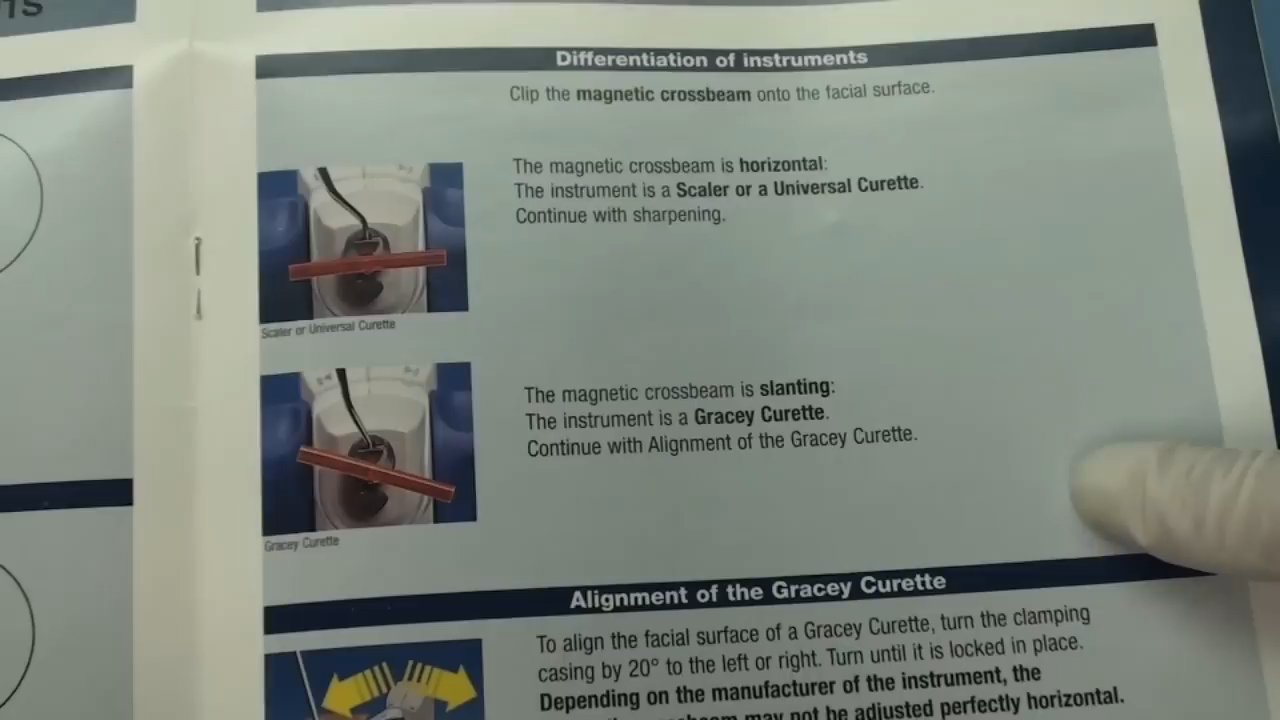 Differentiation of instruments
Clip the magnetic crossbeam onto the facial surface.
The magnetic crossbeam is horizontal:
The instrument is a Scaler or a Universal Curette.
Continue with sharpening.
Scaler or Universal Curette
The magnetic crossbeam is slanting:
The instrument is a Gracey Curette.
Continue with Alignment of the Gracey Curette.
Gracey Curette
Alignment of the Gracey Curette
To align the facial surface of a Gracey Curette, turn the clamping
casing by 20° to the left or right. Turn until it is locked in place.
Depending on the manufacturer of the instrument, the
may not be adjusted perfectly horizontal.